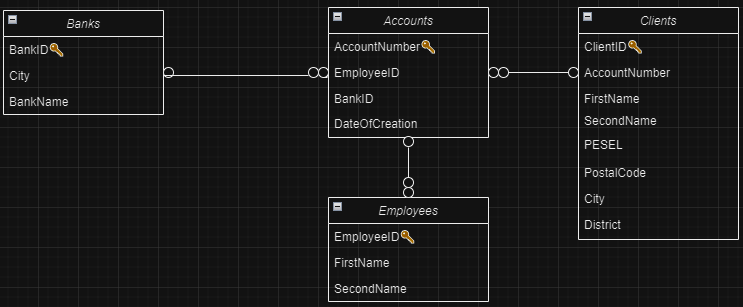 Banks
BankID
City
BankName
Accounts
AccountNumber
EmployeeID
BankID
DateOfCreation
Clients
ClientID
AccountNumber
FirstName
SecondName
PESEL
PostalCode
City
District
Employees
EmployeeID
FirstName
SecondName